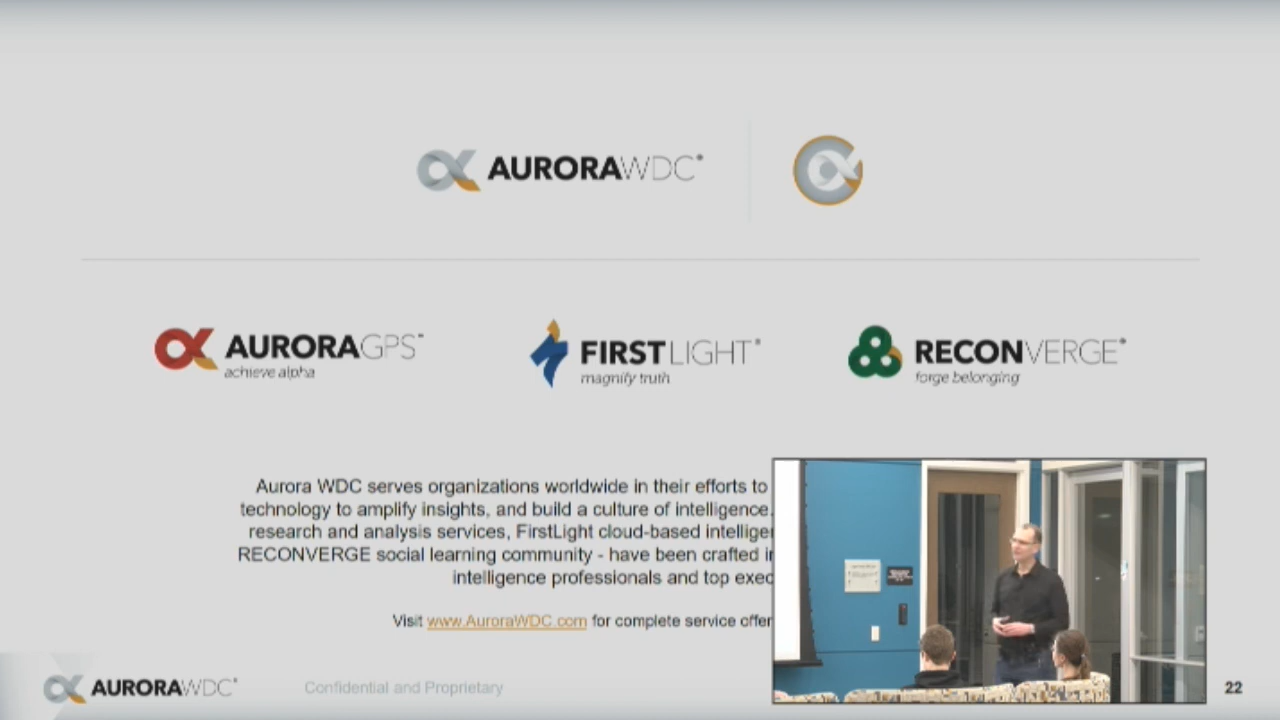 AURORAWDC®
AURORAGPS™
achieve alpha
FIRSTLIGHT®
magnify truth
RECONVERGE®
forge belonging
Aurora WDC serves organizations worldwide in their efforts to
technology to amplify insights, and build a culture of intelligence.
research and analysis services, FirstLight cloud-based intelliger
RECONVERGE social learning community - have been crafted in
intelligence professionals and top exec
Visit www.AuroraWDC.com for complete service offer
AURORAWDC®
Confidential and Proprietary
22